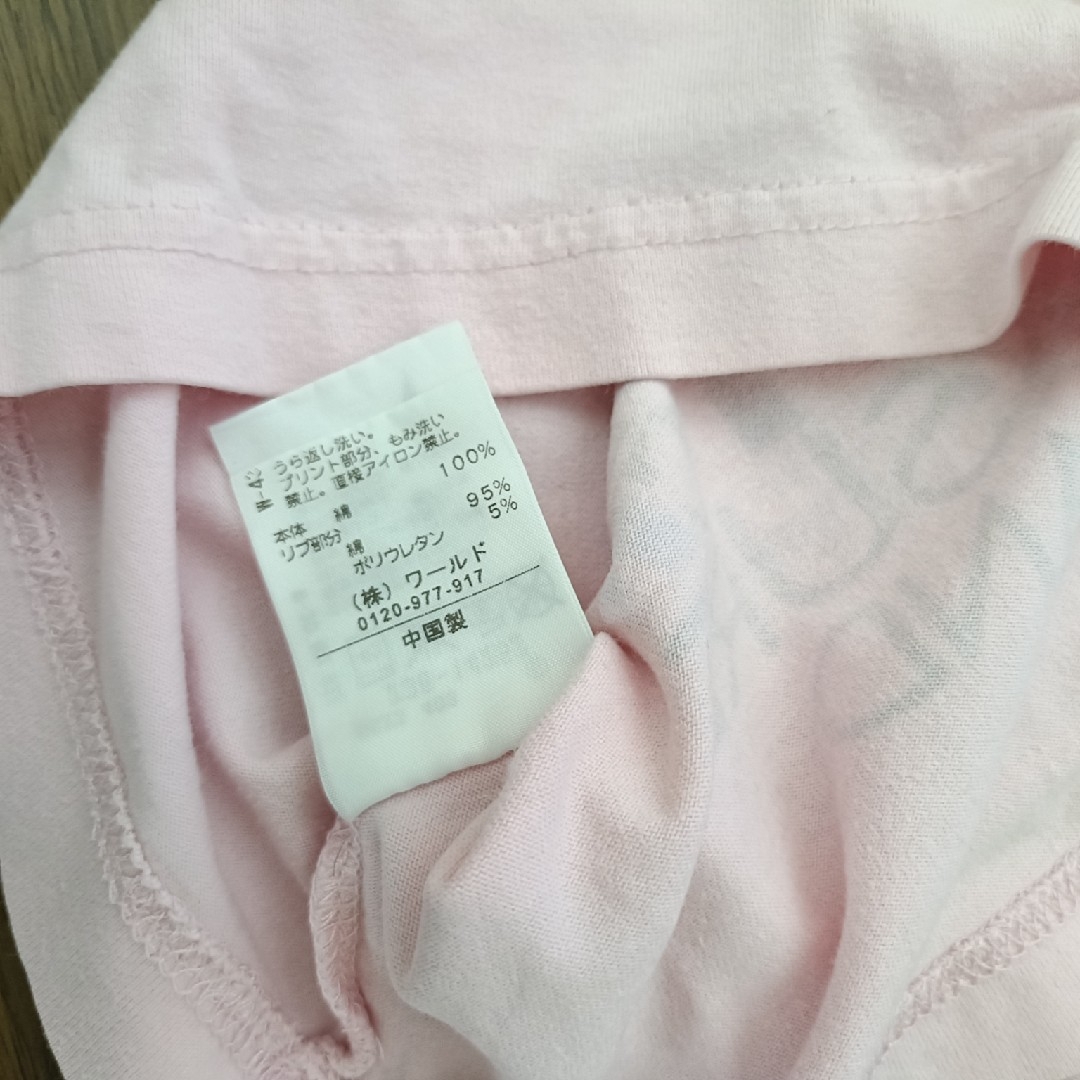 うら返し洗い。
プリント部分、もみ洗い
禁止。直接アイロン禁止。
本体 綿 100%
リブ部分 綿 95%
ポリウレタン 5%
(株) ワールド
0120-977-917
中国製